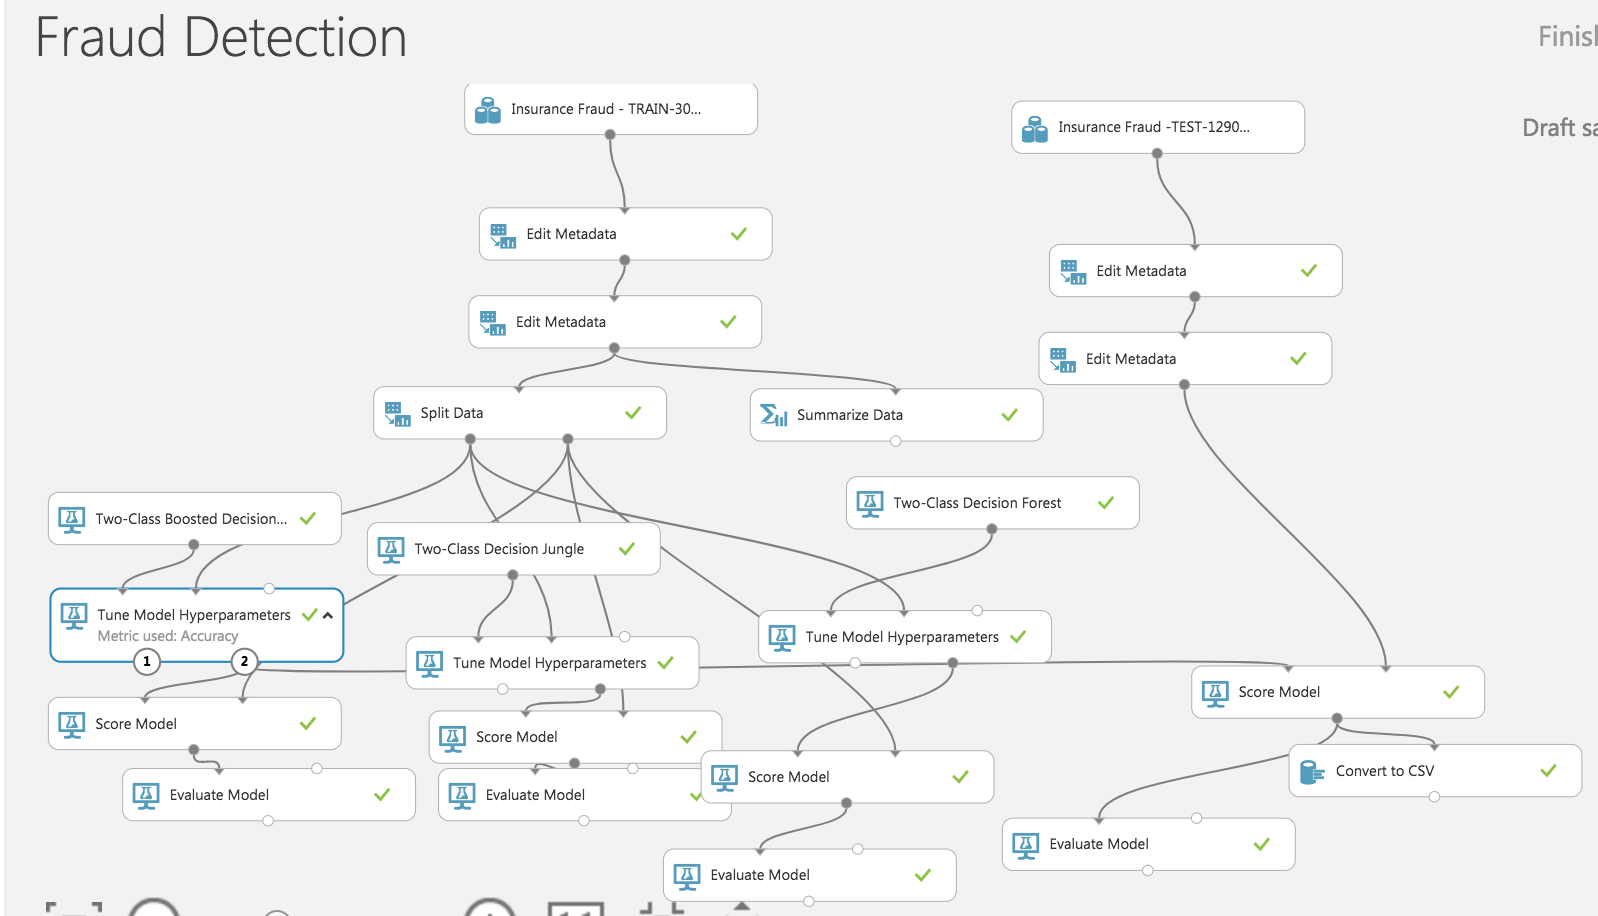 Fraud Detection
Finish
Draft sa
Insurance Fraud - TRAIN-30...
Insurance Fraud -TEST-1290...
Edit Metadata
Edit Metadata
Edit Metadata
Edit Metadata
Split Data
Summarize Data
Two-Class Decision Forest
Two-Class Boosted Decision...
Two-Class Decision Jungle
Tune Model Hyperparameters
Metric used: Accuracy
1
2
Tune Model Hyperparameters
Tune Model Hyperparameters
Score Model
Score Model
Score Model
Score Model
Convert to CSV
Evaluate Model
Evaluate Model
Evaluate Model
Evaluate Model